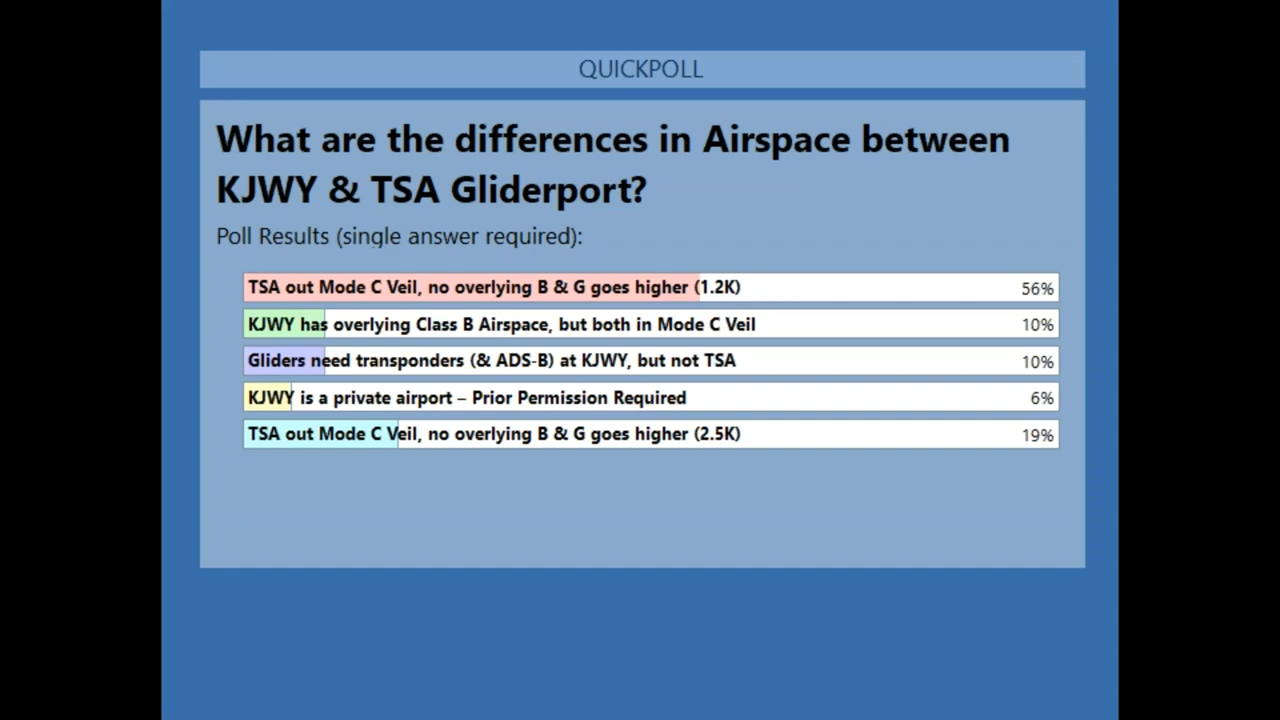 QUICKPOLL
What are the differences in Airspace between
KJWY & TSA Gliderport?
Poll Results (single answer required):
TSA out Mode C Veil, no overlying B & G goes higher (1.2K) 56%
KJWY has overlying Class B Airspace, but both in Mode C Veil 10%
Gliders need transponders (& ADS-B) at KJWY, but not TSA 10%
KJWY is a private airport – Prior Permission Required 6%
TSA out Mode C Veil, no overlying B & G goes higher (2.5K) 19%